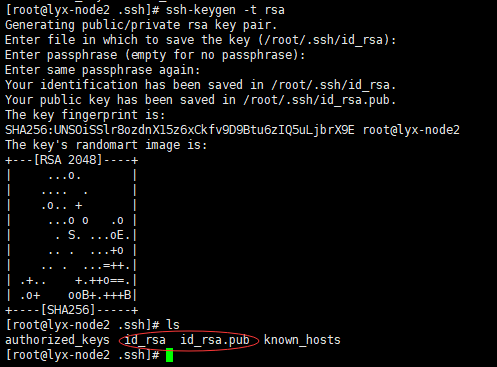 [root@lyx-node2 .ssh]# ssh-keygen -t rsa
Generating public/private rsa key pair.
Enter file in which to save the key (/root/.ssh/id_rsa):
Enter passphrase (empty for no passphrase):
Enter same passphrase again:
Your identification has been saved in /root/.ssh/id_rsa.
Your public key has been saved in /root/.ssh/id_rsa.pub.
The key fingerprint is:
SHA256:UNSOiSSlr8ozdnX15z6xCkfv9D9Btu6zIQ5uLjbrX9E root@lyx-node2
The key's randomart image is:
+---[RSA 2048]----+
|     ...o.       |
|    ....  .      |
|    .o.. +       |
|     ...o o   .o |
|      . S. ...oE.|
|     .. .  ...+o |
|    .. .  ...=++.|
| .+..    +.++o==.|
| .o+    ooB+.+++B|
+----[SHA256]-----+
[root@lyx-node2 .ssh]# ls
authorized_keys  id_rsa  id_rsa.pub  known_hosts
[root@lyx-node2 .ssh]#